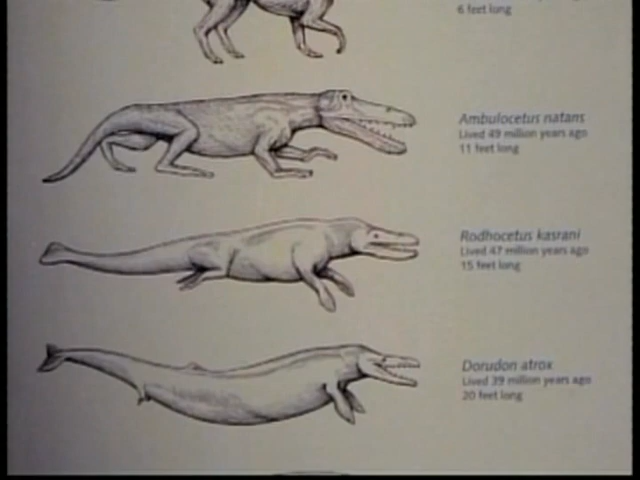 6 feet long
Ambulocetus natans
Lived 49 million years ago
11 feet long
Rodhocetus kasrani
Lived 47 million years ago
15 feet long
Dorudon atrox
Lived 39 million years ago
20 feet long